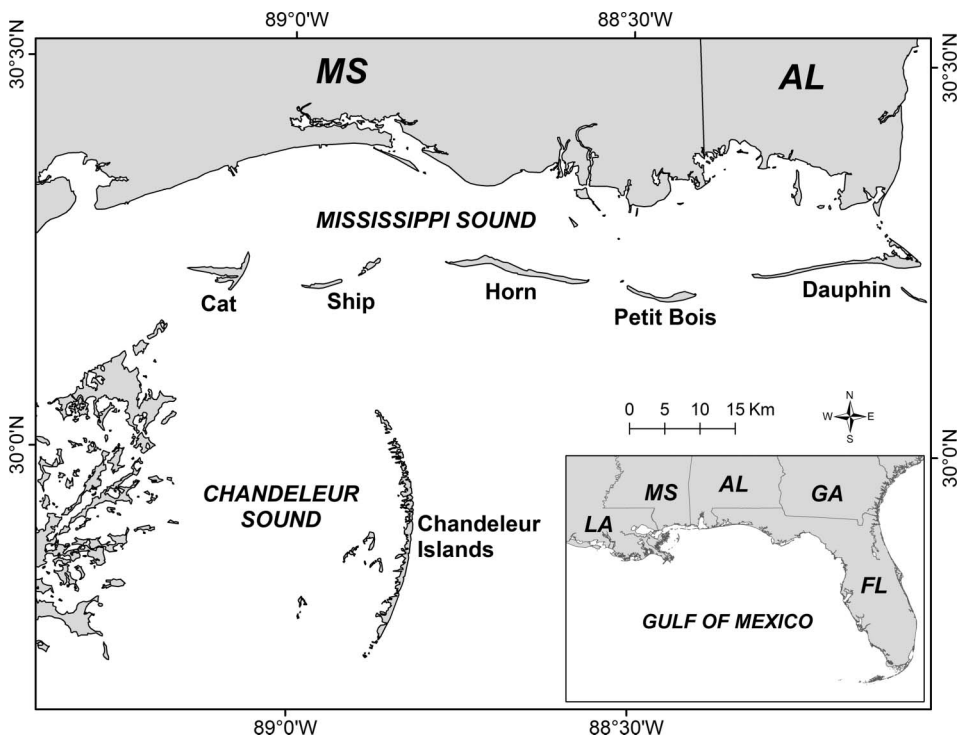 89°0'W
88°30'W
30°30'N
30°30'N
MS
AL
MISSISSIPPI SOUND
Cat
Ship
Horn
Petit Bois
Dauphin
0 5 10 15 Km
N
W E
S
30°0'N
30°0'N
CHANDELEUR
SOUND
Chandeleur
Islands
MS
AL
GA
LA
FL
GULF OF MEXICO
89°0'W
88°30'W